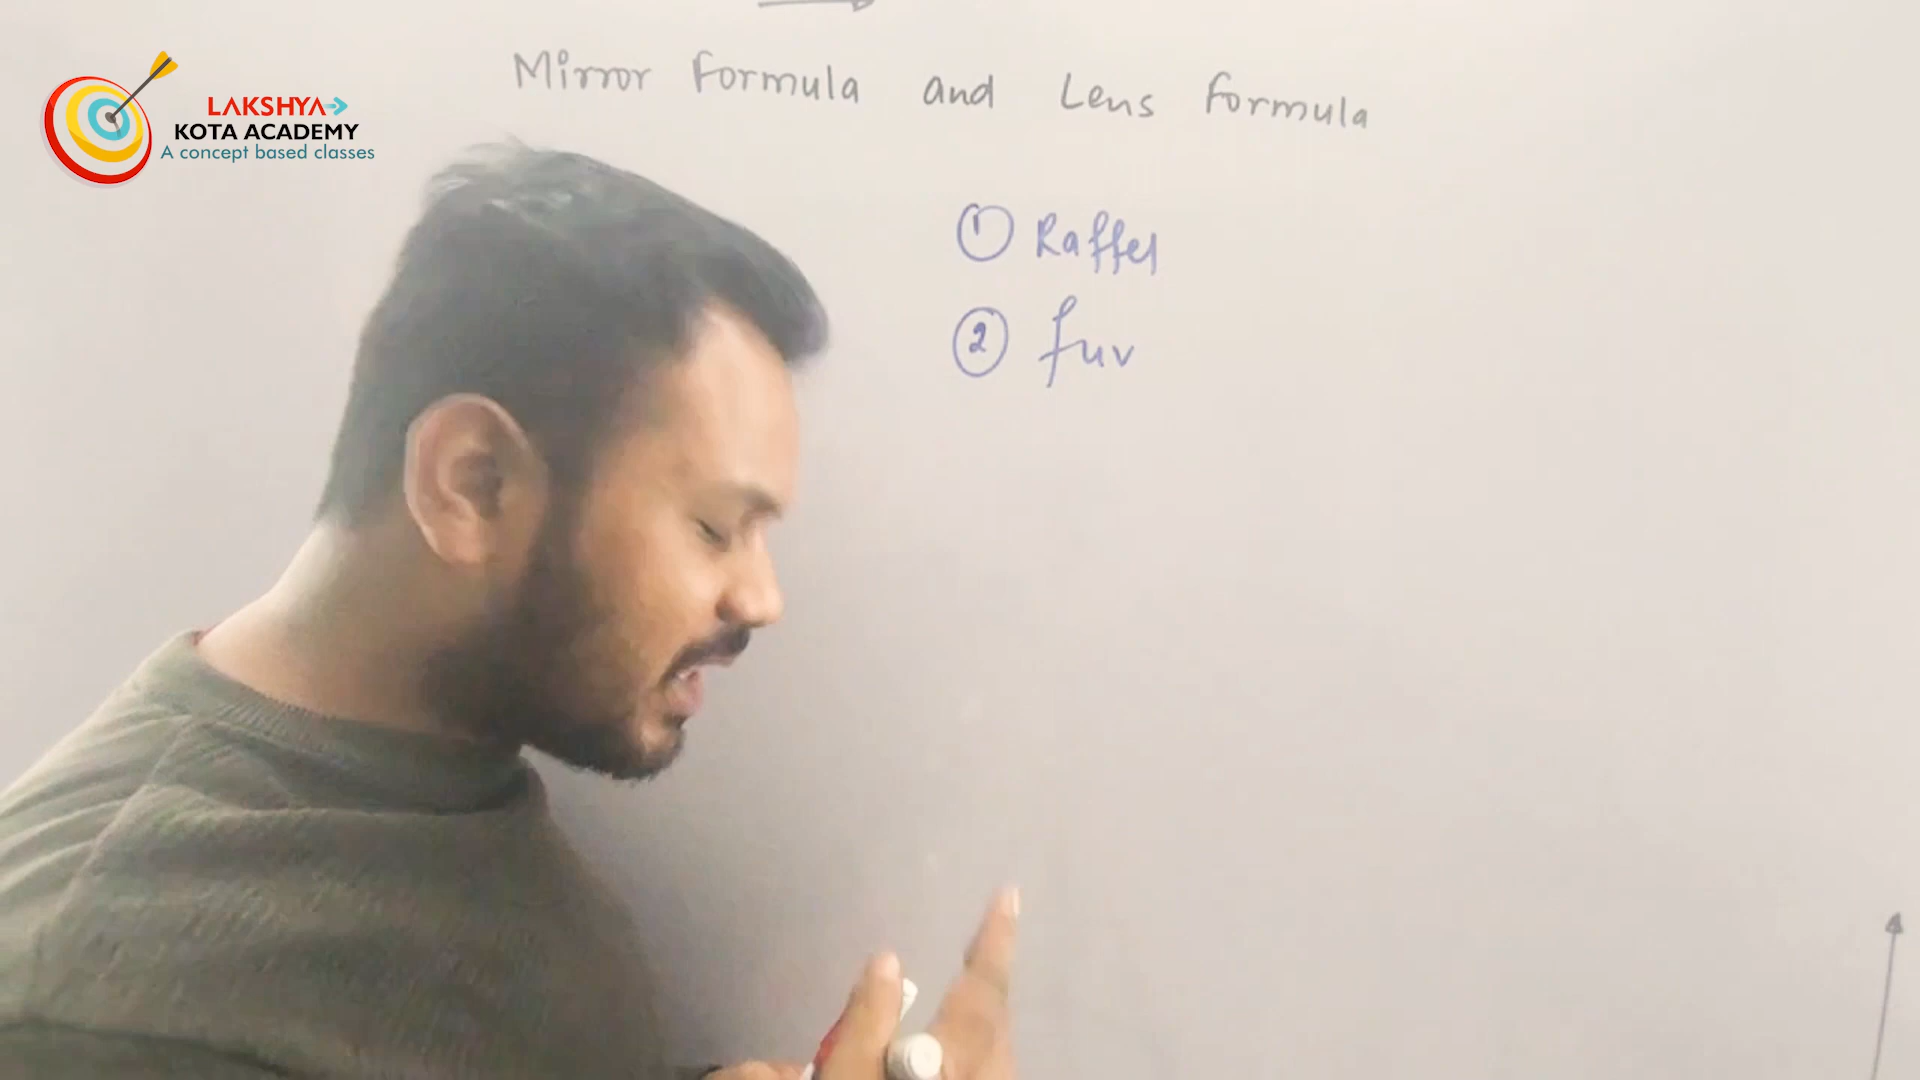 Mirror Formula and Lens Formula
LAKSHYA
KOTA ACADEMY
A concept based classes
① Raffel
② fuv